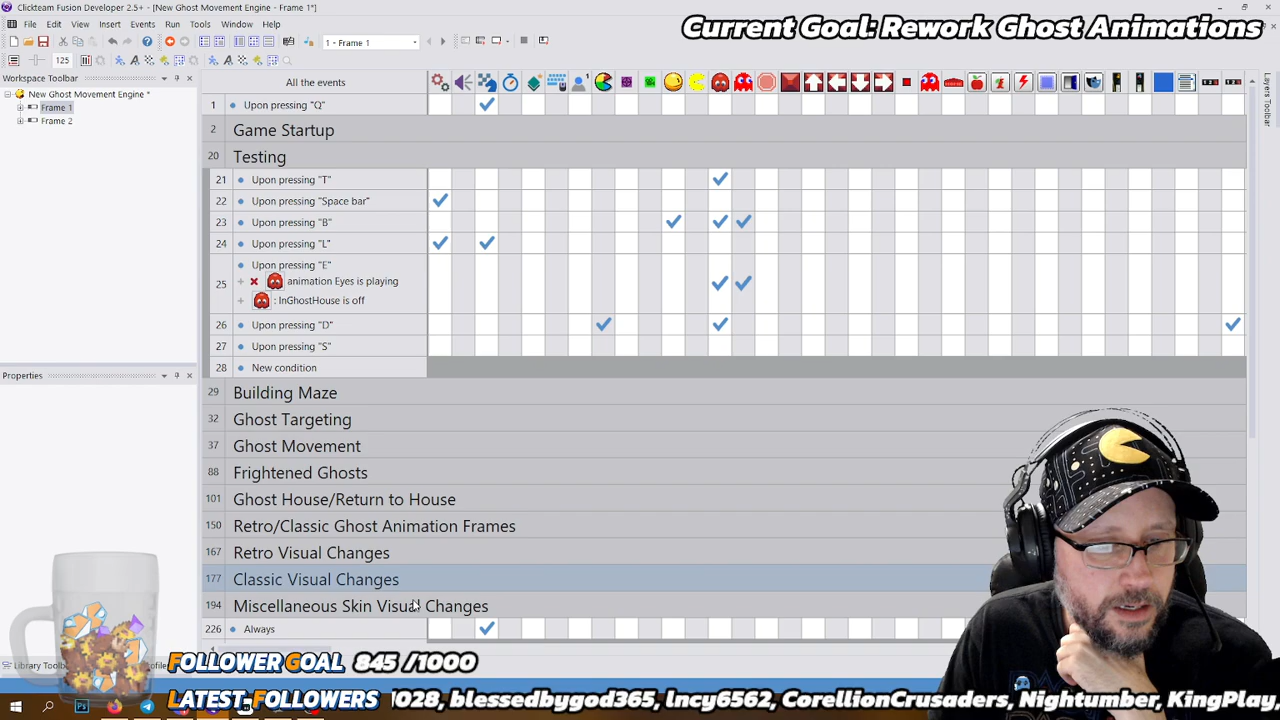 Clickteam Fusion Developer 2.5+ - [New Ghost Movement Engine - Frame 1*]
Current Goal: Rework Ghost Animations
File Edit View Insert Events Run Tools Window Help
1 - Frame 1
125
Workspace Toolbar
New Ghost Movement Engine *
Frame 1
Frame 2
Properties
Layers Toolbar
All the events
1 Upon pressing "Q"
2 Game Startup
20 Testing
21 Upon pressing "T"
22 Upon pressing "Space bar"
23 Upon pressing "B"
24 Upon pressing "L"
25 Upon pressing "E"
animation Eyes is playing
: InGhostHouse is off
26 Upon pressing "D"
27 Upon pressing "S"
28 New condition
29 Building Maze
32 Ghost Targeting
37 Ghost Movement
88 Frightened Ghosts
101 Ghost House/Return to House
150 Retro/Classic Ghost Animation Frames
167 Retro Visual Changes
177 Classic Visual Changes
194 Miscellaneous Skin Visual Changes
226 Always
Follower Goal 845 /1000
Latest Followers 028, blessedbygod365, lncy6562, CorellionCrusaders, Nightumber, KingPlay,